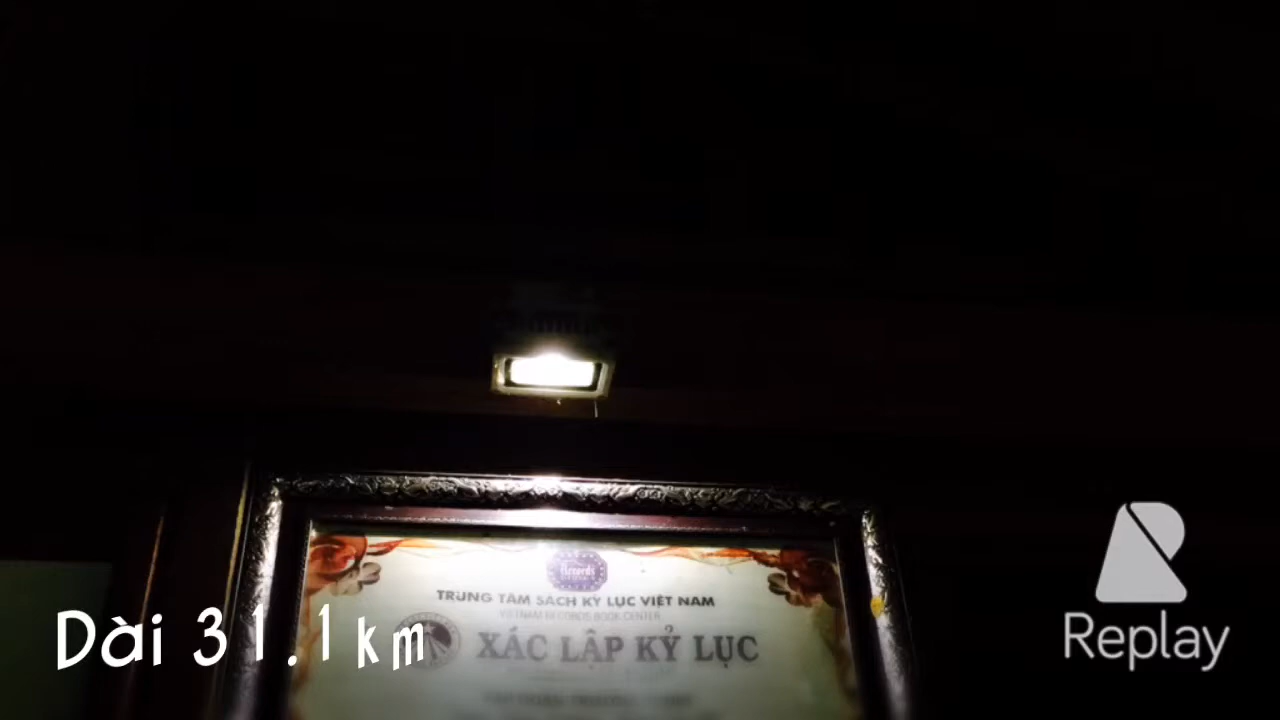 Records
TRUNG TÂM SÁCH KỶ LỤC VIỆT NAM
VIETNAM RECORDS BOOK CENTER
XÁC LẬP KỶ LỤC
Dài 31.1km
Replay